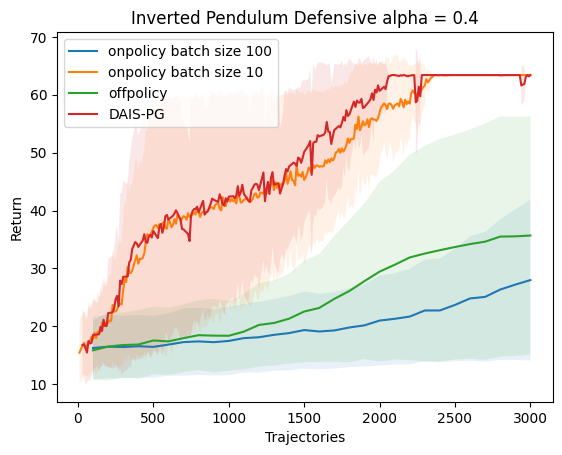 Inverted Pendulum Defensive alpha = 0.4
onpolicy batch size 100
onpolicy batch size 10
offpolicy
DAIS-PG
Return
70
60
50
40
30
20
10
0
500
1000
1500
2000
2500
3000
Trajectories